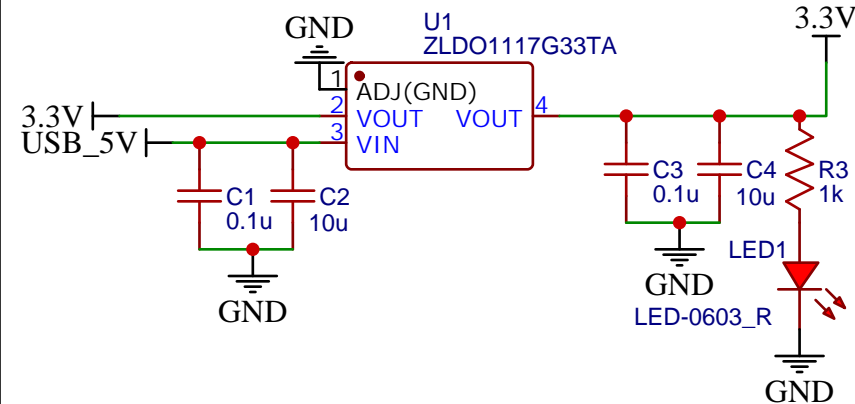 GND
U1
ZLDO1117G33TA
3.3V
1
ADJ(GND)
3.3V
2
VOUT
VOUT
4
USB_5V
3
VIN
C1
0.1u
C2
10u
C3
0.1u
C4
10u
R3
1k
GND
GND
LED1
LED-0603_R
GND